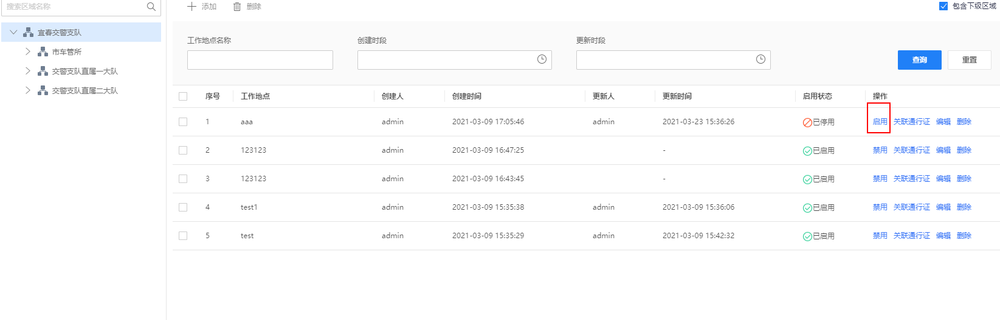 搜索区域名称
宜春交警支队
市车管所
交警支队直属一大队
交警支队直属二大队
添加 删除 包含下级区域
工作地点名称 创建时段 更新时段
查询 重置
序号 工作地点 创建人 创建时间 更新人 更新时间 启用状态 操作
1 aaa admin 2021-03-09 17:05:46 admin 2021-03-23 15:36:26 已停用 启用 关联通行证 编辑 删除
2 123123 admin 2021-03-09 16:47:25 - 已启用 禁用 关联通行证 编辑 删除
3 123123 admin 2021-03-09 16:43:45 - 已启用 禁用 关联通行证 编辑 删除
4 test1 admin 2021-03-09 15:35:38 admin 2021-03-09 15:36:06 已启用 禁用 关联通行证 编辑 删除
5 test admin 2021-03-09 15:35:29 admin 2021-03-09 15:42:32 已启用 禁用 关联通行证 编辑 删除